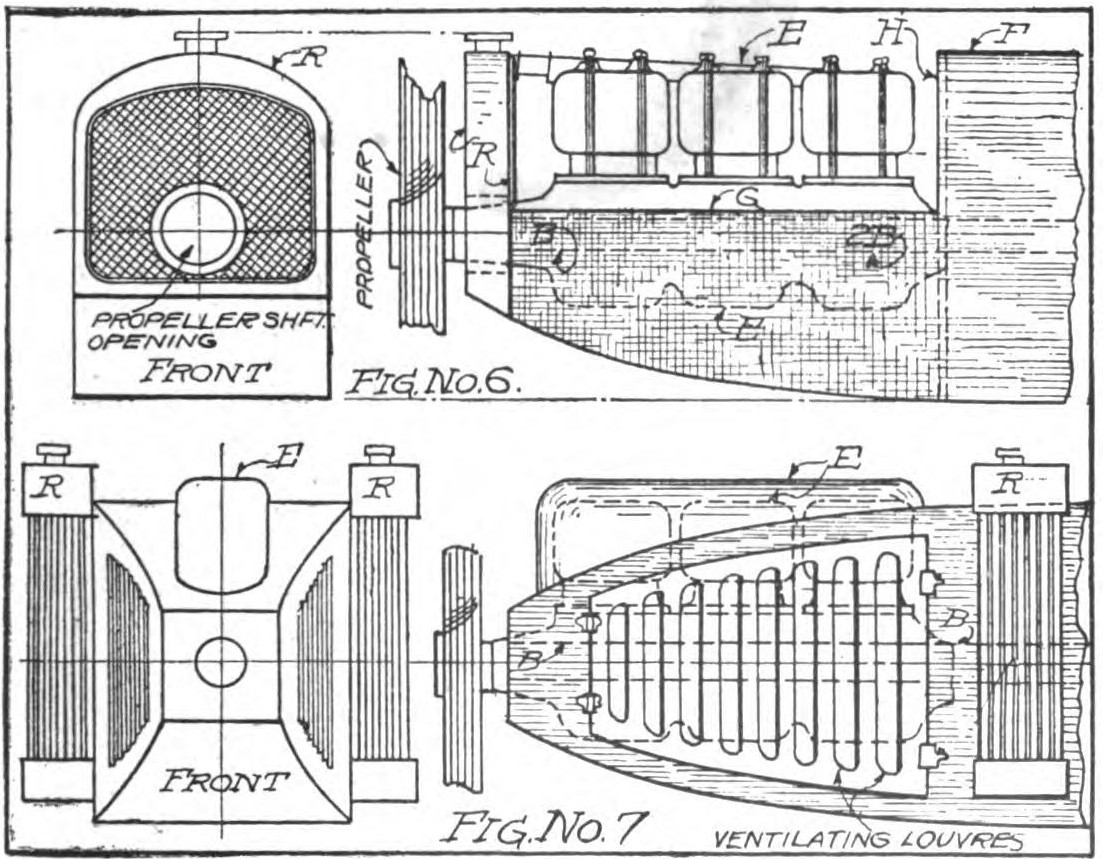 R
PROPELLER SHFT.
OPENING
FRONT
PROPELLER
R
E
H
F
G
B
2B
E
FIG. No. 6.
R
E
R
FRONT
E
R
B
B
FIG. No. 7
VENTILATING LOUVRES